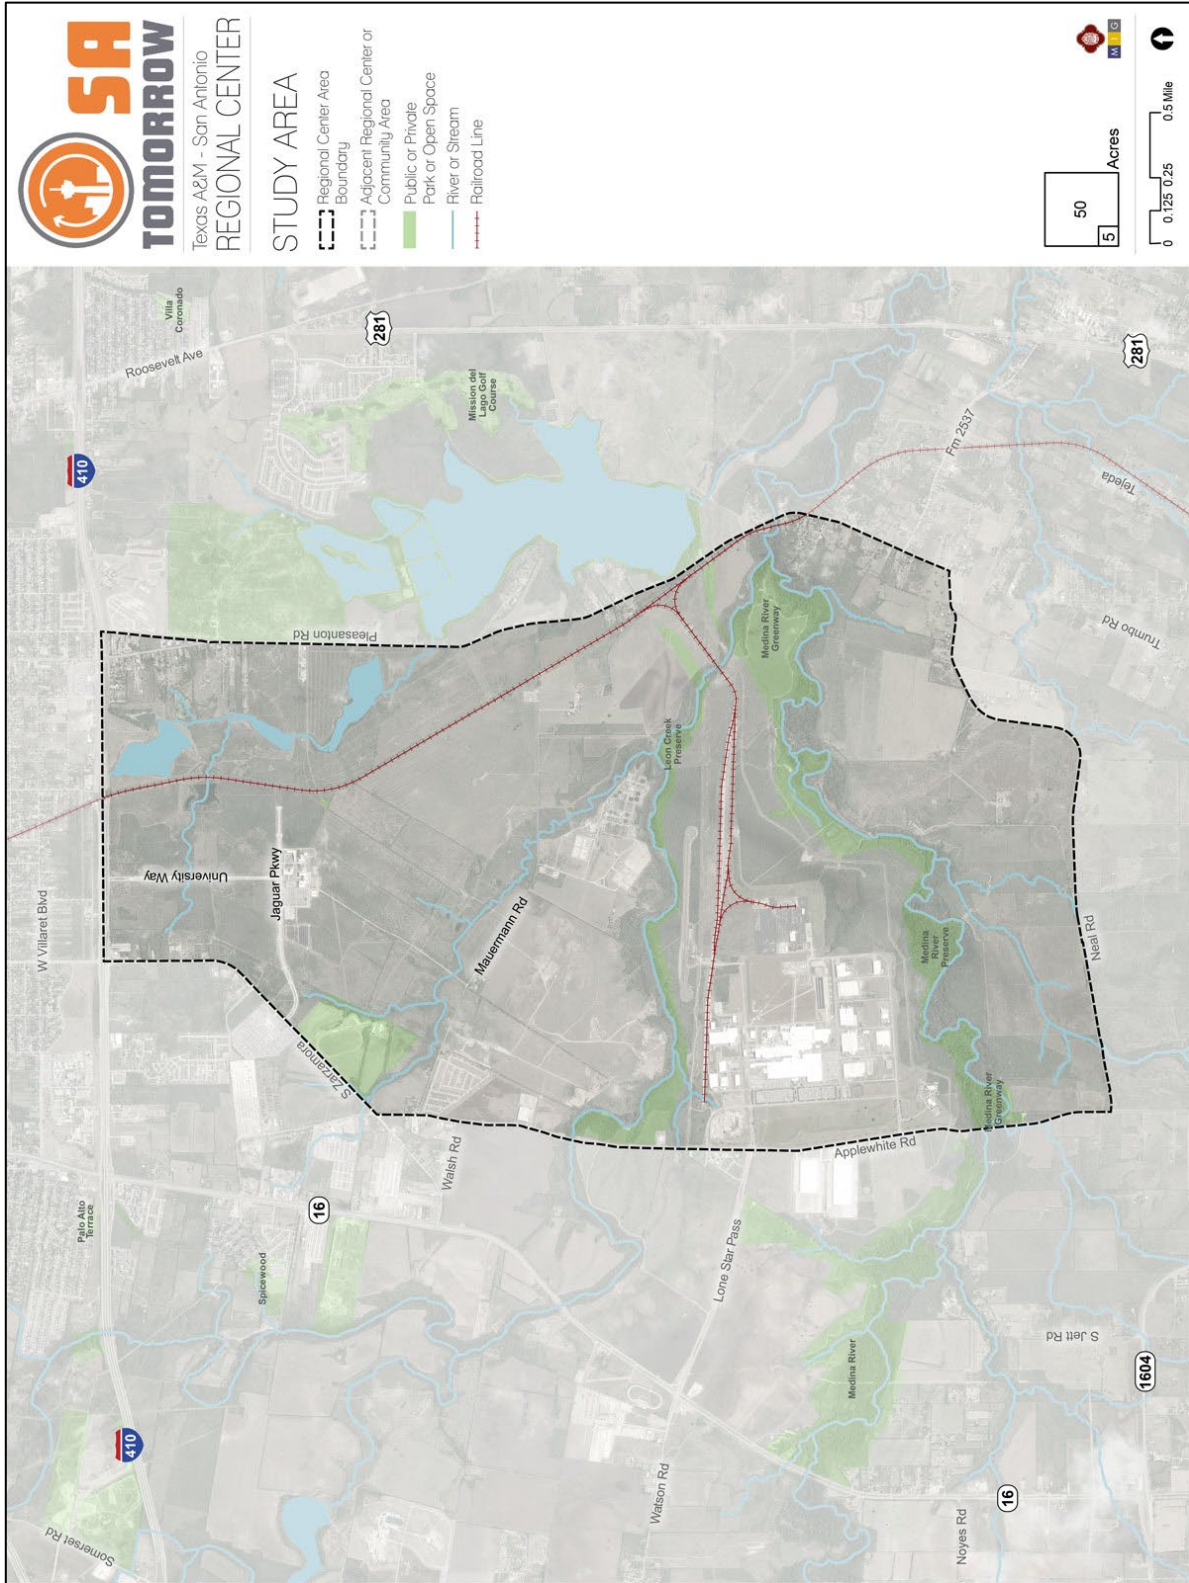 SA
TOMORROW
Texas A&M - San Antonio
REGIONAL CENTER
STUDY AREA
Regional Center Area
Boundary
Adjacent Regional Center or
Community Area
Public or Private
Park or Open Space
River or Stream
Railroad Line
50
5
Acres
0
0.125
0.25
0.5 Mile
M I G
Somerset Rd
410
Palo Alto
Terrace
W Villaret Blvd
410
Roosevelt Ave
Villa
Coronado
Spicewood
16
S Zarzamora
University Way
Jaguar Pkwy
Pleasanton Rd
281
Mission del
Lago Golf
Course
Walsh Rd
Mauermann Rd
Leon Creek
Preserve
Watson Rd
Lone Star Pass
Medina River
Applewhite Rd
Medina River
Greenway
Medina
River
Preserve
Medina River
Greenway
Fm 2537
Noyes Rd
16
S Jett Rd
1604
Neal Rd
Trumbo Rd
Tejeda
281